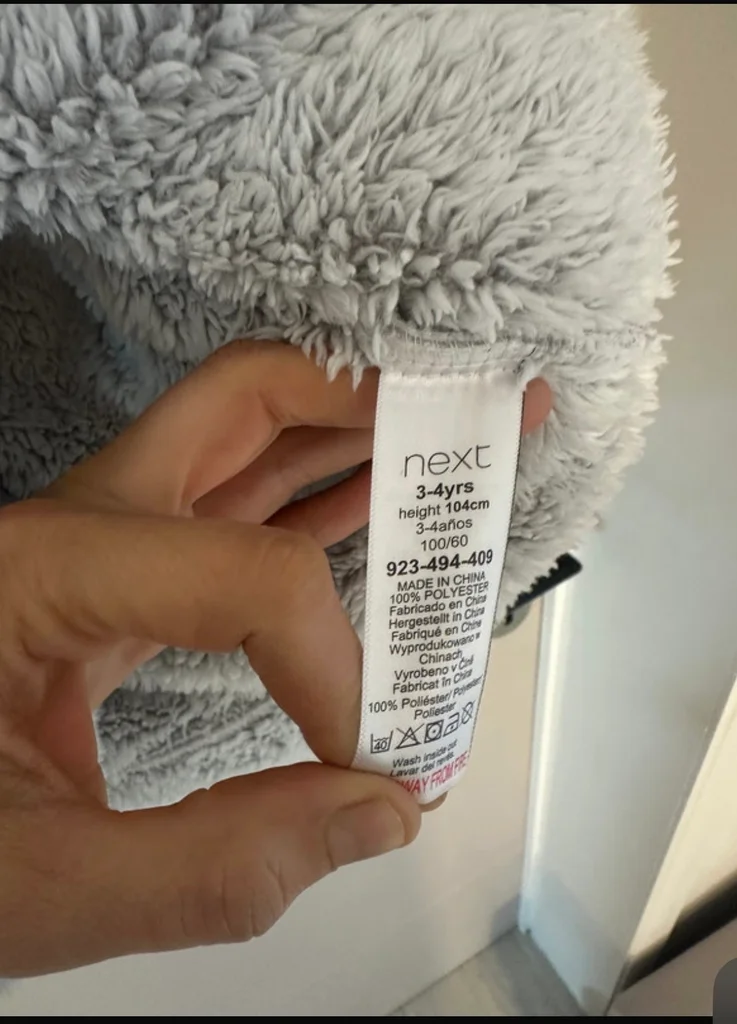 next
3-4yrs
height 104cm
3-4años
100/60
923-494-409
MADE IN CHINA
100% POLYESTER
Fabricado en China
Hergestellt in China
Fabriqué en Chine
Wyprodukowano w
Chinach
Vyrobeno v Číně
Fabricat în China
100% Poliéster/Polyester
Poliester
40
Wash inside out
Lavar del revés.
AWAY FROM FIRE